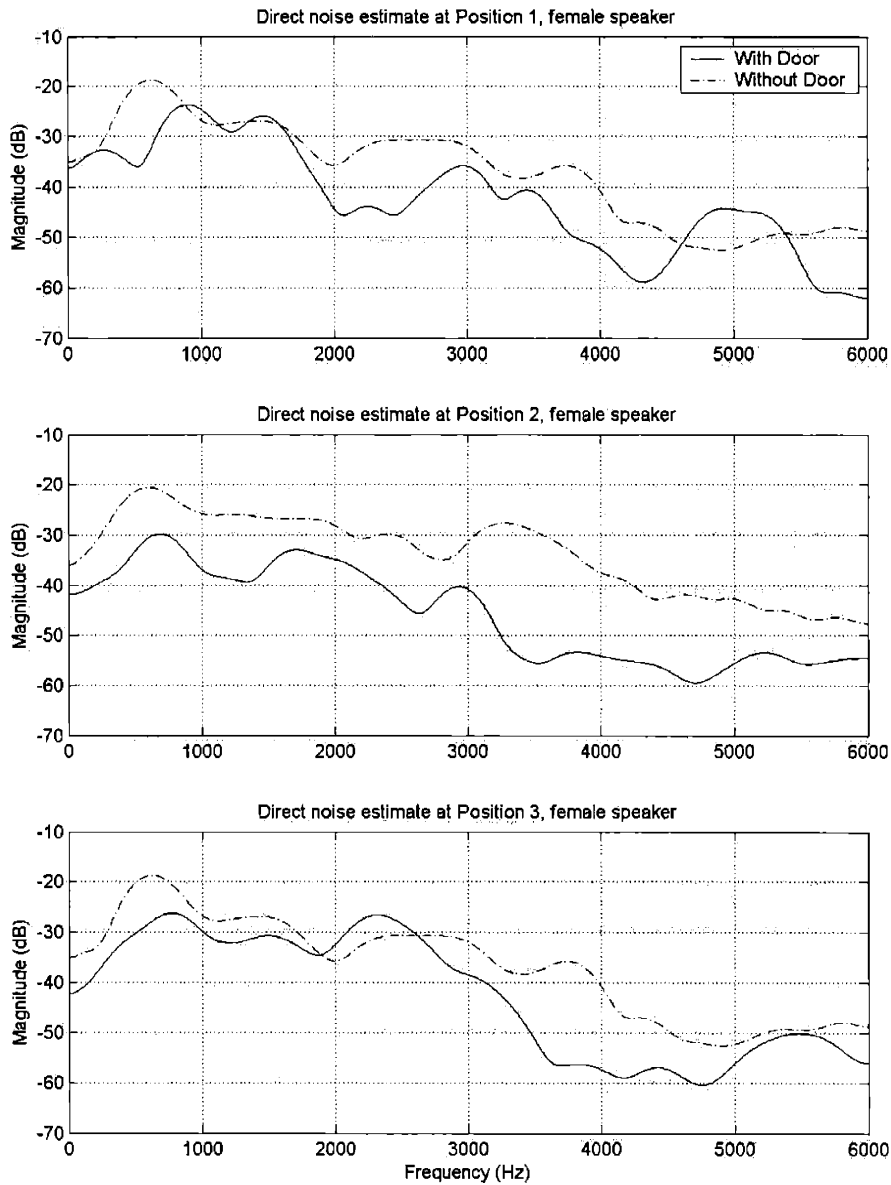 Direct noise estimate at Position 1, female speaker
-10
-20
-30
-40
-50
-60
-70
Magnitude (dB)
With Door
Without Door
0 1000 2000 3000 4000 5000 6000
Direct noise estimate at Position 2, female speaker
-10
-20
-30
-40
-50
-60
-70
Magnitude (dB)
0 1000 2000 3000 4000 5000 6000
Direct noise estimate at Position 3, female speaker
-10
-20
-30
-40
-50
-60
-70
Magnitude (dB)
0 1000 2000 3000 4000 5000 6000
Frequency (Hz)